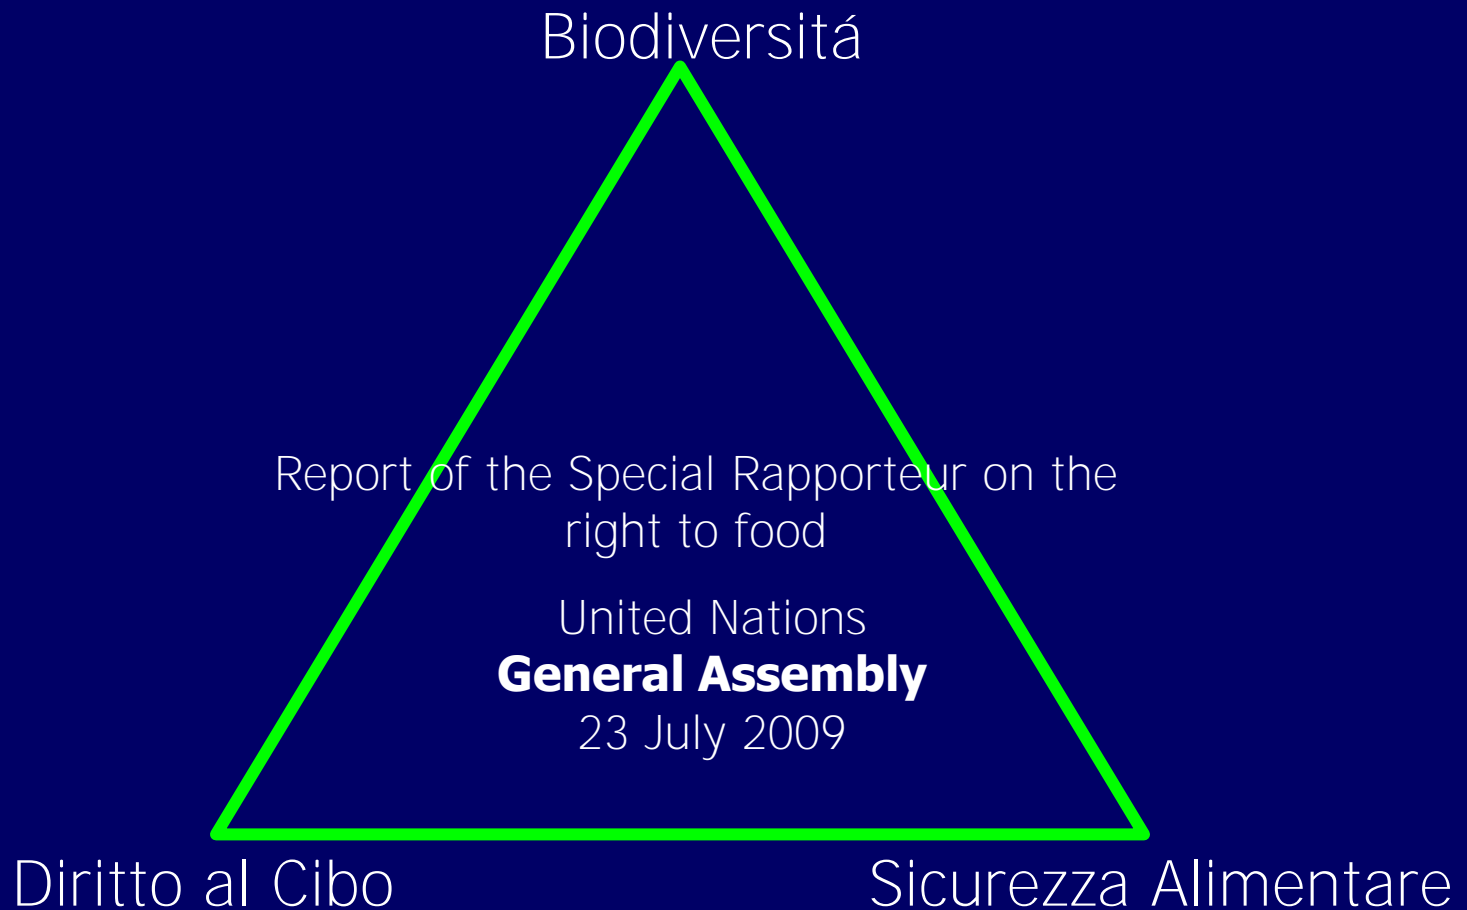 Biodiversitá
Report of the Special Rapporteur on the
right to food
United Nations
General Assembly
23 July 2009
Diritto al Cibo
Sicurezza Alimentare